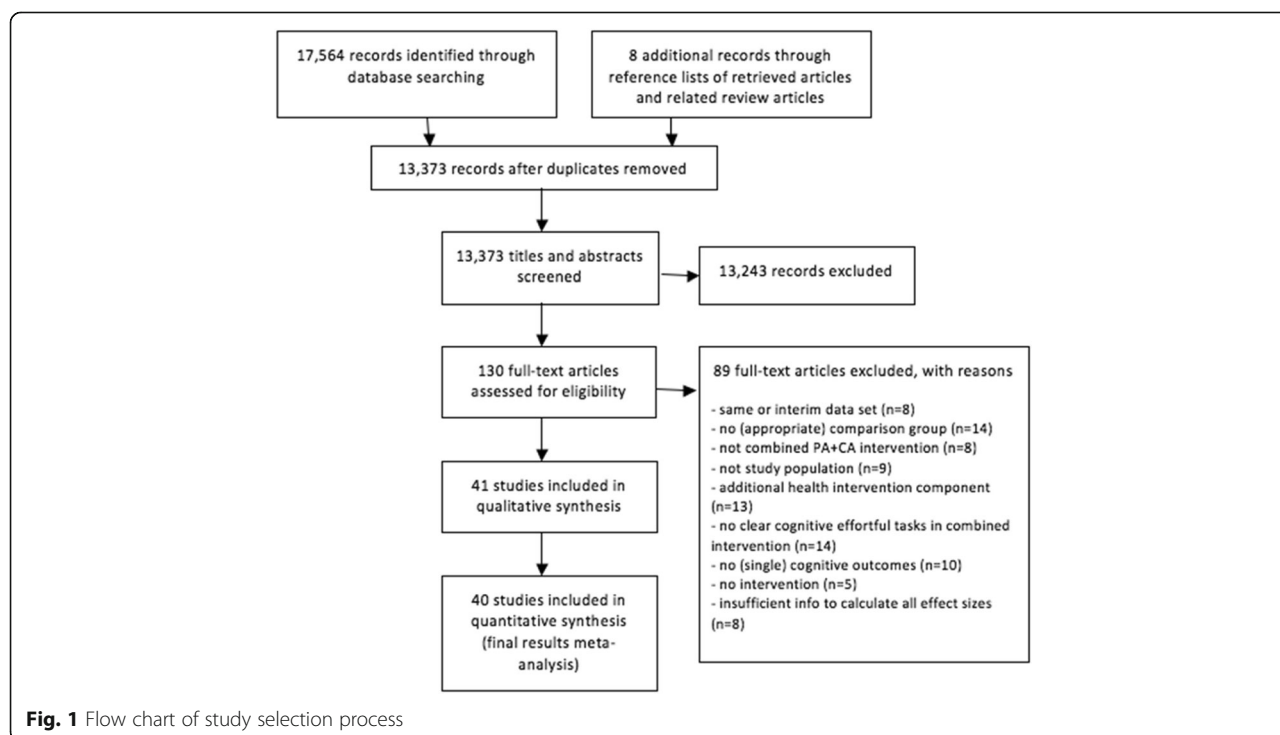 17,564 records identified through
database searching
8 additional records through
reference lists of retrieved articles
and related review articles
13,373 records after duplicates removed
13,373 titles and abstracts
screened
13,243 records excluded
130 full-text articles
assessed for eligibility
89 full-text articles excluded, with reasons
- same or interim data set (n=8)
- no (appropriate) comparison group (n=14)
- not combined PA+CA intervention (n=8)
- not study population (n=9)
- additional health intervention component
(n=13)
- no clear cognitive effortful tasks in combined
intervention (n=14)
- no (single) cognitive outcomes (n=10)
- no intervention (n=5)
- insufficient info to calculate all effect sizes
(n=8)
41 studies included in
qualitative synthesis
40 studies included in
quantitative synthesis
(final results meta-
analysis)
Fig. 1 Flow chart of study selection process